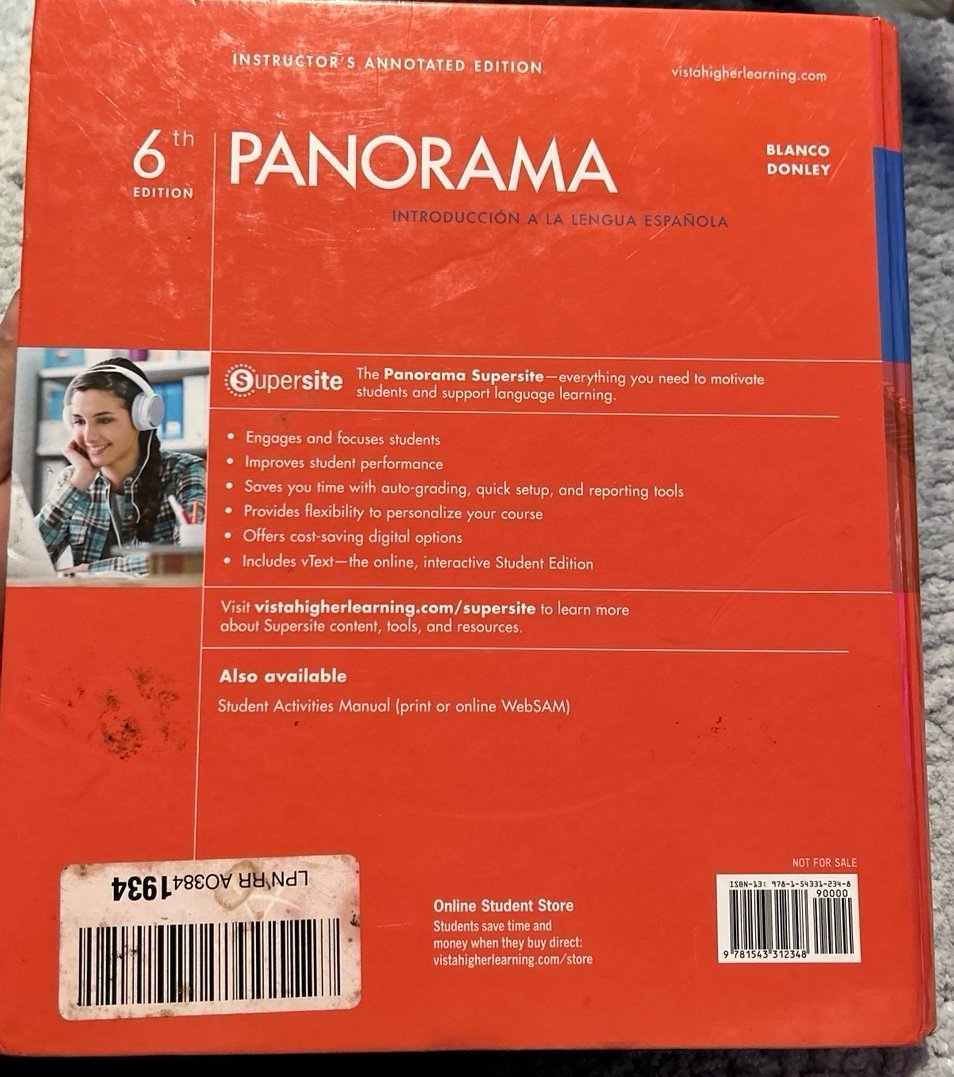 INSTRUCTOR'S ANNOTATED EDITION
vistahigherlearning.com
6th
EDITION
PANORAMA
BLANCO
DONLEY
INTRODUCCIÓN A LA LENGUA ESPAÑOLA
Supersite
The Panorama Supersite—everything you need to motivate
students and support language learning.
• Engages and focuses students
• Improves student performance
• Saves you time with auto-grading, quick setup, and reporting tools
• Provides flexibility to personalize your course
• Offers cost-saving digital options
• Includes vText—the online, interactive Student Edition
Visit vistahigherlearning.com/supersite to learn more
about Supersite content, tools, and resources.
Also available
Student Activities Manual (print or online WebSAM)
LPN RR AO3841934
Online Student Store
Students save time and
money when they buy direct:
vistahigherlearning.com/store
NOT FOR SALE
ISBN-13: 978-1-54331-234-8
90000
9 781543 312348